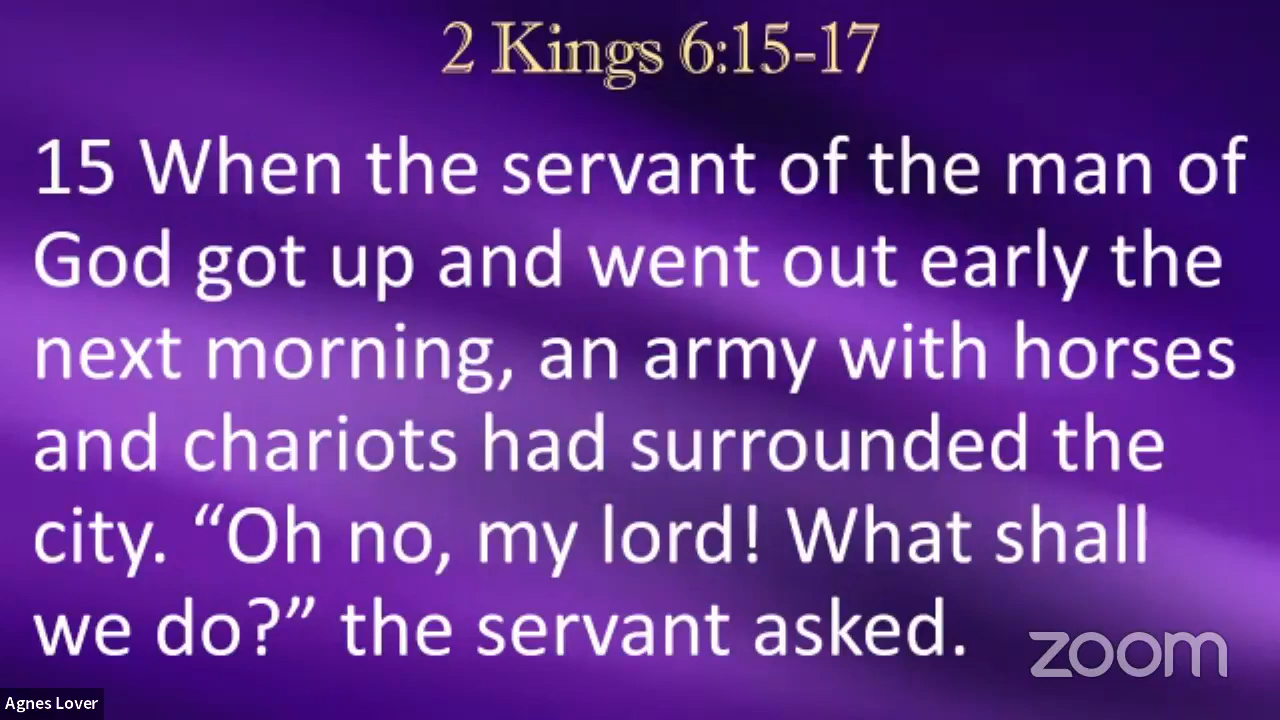 2 Kings 6:15-17
15 When the servant of the man of
God got up and went out early the
next morning, an army with horses
and chariots had surrounded the
city. “Oh no, my lord! What shall
we do?” the servant asked.
zoom
Agnes Lover